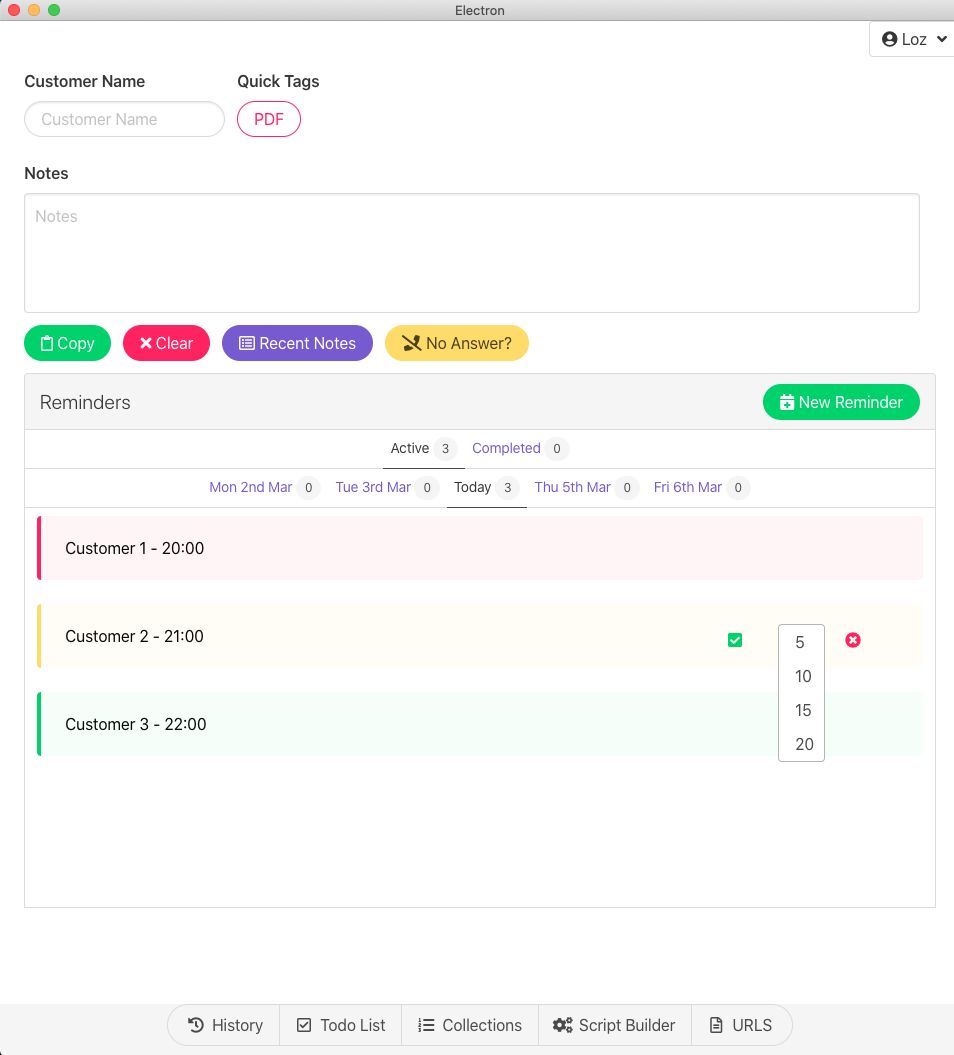 Electron
Loz
Customer Name Quick Tags
Customer Name PDF
Notes
Notes
Copy Clear Recent Notes No Answer?
Reminders New Reminder
Active 3 Completed 0
Mon 2nd Mar 0 Tue 3rd Mar 0 Today 3 Thu 5th Mar 0 Fri 6th Mar 0
Customer 1 - 20:00
Customer 2 - 21:00
5
10
15
Customer 3 - 22:00
20
History Todo List Collections Script Builder URLS